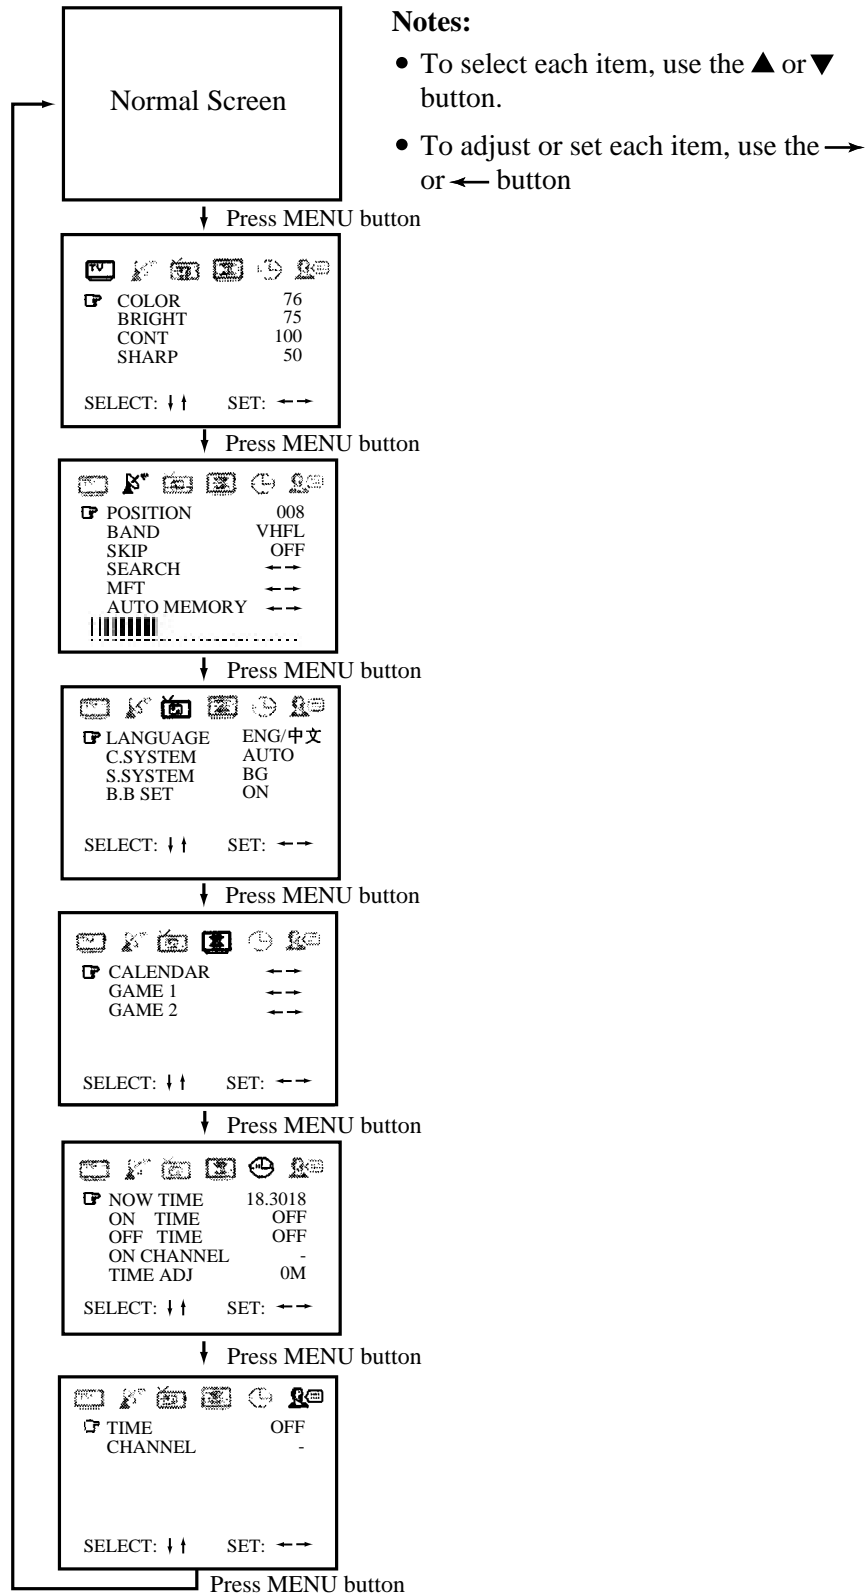 Notes:
• To select each item, use the ▲ or ▼
button.
• To adjust or set each item, use the →
or ← button
Normal Screen
Press MENU button
TV
COLOR 76
BRIGHT 75
CONT 100
SHARP 50
SELECT: ↓↑ SET: ←→
Press MENU button
POSITION 008
BAND VHFL
SKIP OFF
SEARCH ←→
MFT ←→
AUTO MEMORY ←→
Press MENU button
LANGUAGE ENG/中文
C.SYSTEM AUTO
S.SYSTEM BG
B.B SET ON
SELECT: ↓↑ SET: ←→
Press MENU button
CALENDAR ←→
GAME 1 ←→
GAME 2 ←→
SELECT: ↓↑ SET: ←→
Press MENU button
NOW TIME 18.3018
ON TIME OFF
OFF TIME OFF
ON CHANNEL -
TIME ADJ 0M
SELECT: ↓↑ SET: ←→
Press MENU button
TIME OFF
CHANNEL -
SELECT: ↓↑ SET: ←→
Press MENU button